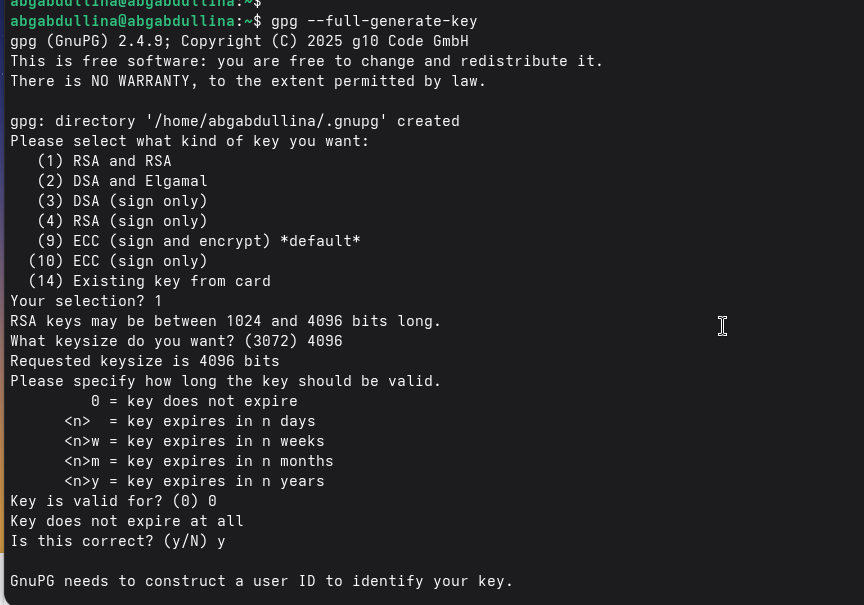 abgabdullina@abgabdullina:~$
abgabdullina@abgabdullina:~$ gpg --full-generate-key
gpg (GnuPG) 2.4.9; Copyright (C) 2025 g10 Code GmbH
This is free software: you are free to change and redistribute it.
There is NO WARRANTY, to the extent permitted by law.

gpg: directory '/home/abgabdullina/.gnupg' created
Please select what kind of key you want:
   (1) RSA and RSA
   (2) DSA and Elgamal
   (3) DSA (sign only)
   (4) RSA (sign only)
   (9) ECC (sign and encrypt) *default*
  (10) ECC (sign only)
  (14) Existing key from card
Your selection? 1
RSA keys may be between 1024 and 4096 bits long.
What keysize do you want? (3072) 4096
Requested keysize is 4096 bits
Please specify how long the key should be valid.
         0 = key does not expire
      <n>  = key expires in n days
      <n>w = key expires in n weeks
      <n>m = key expires in n months
      <n>y = key expires in n years
Key is valid for? (0) 0
Key does not expire at all
Is this correct? (y/N) y

GnuPG needs to construct a user ID to identify your key.